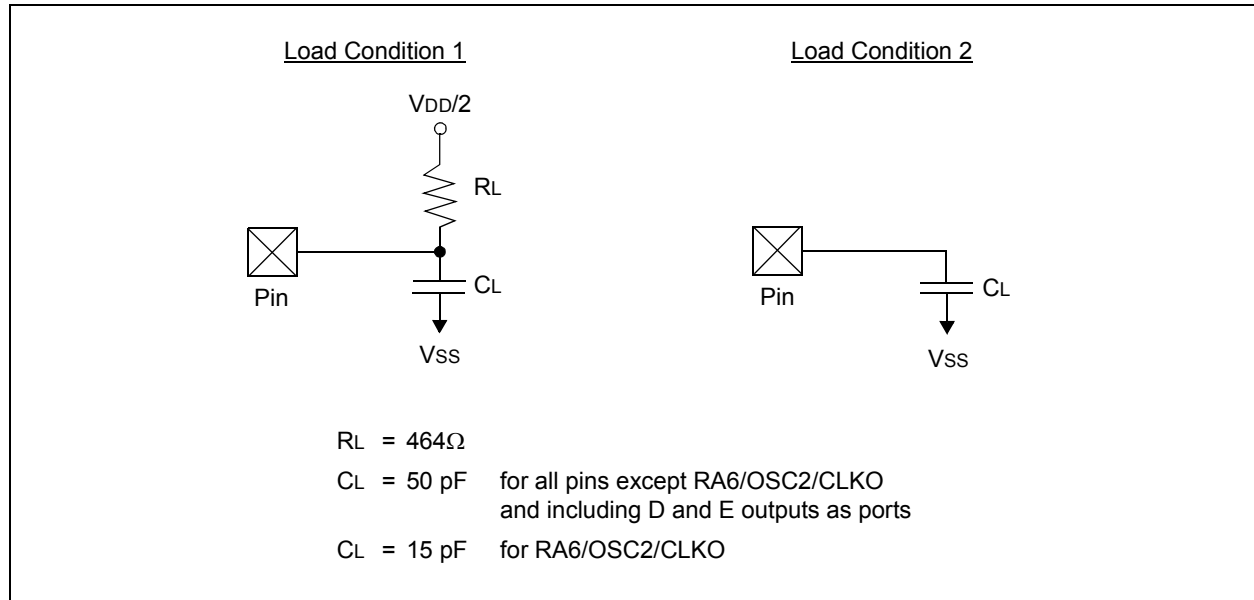 Load Condition 1
Load Condition 2
VDD/2
RL
Pin
CL
VSS
Pin
CL
VSS
RL = 464Ω
CL = 50 pF for all pins except RA6/OSC2/CLKO
and including D and E outputs as ports
CL = 15 pF for RA6/OSC2/CLKO